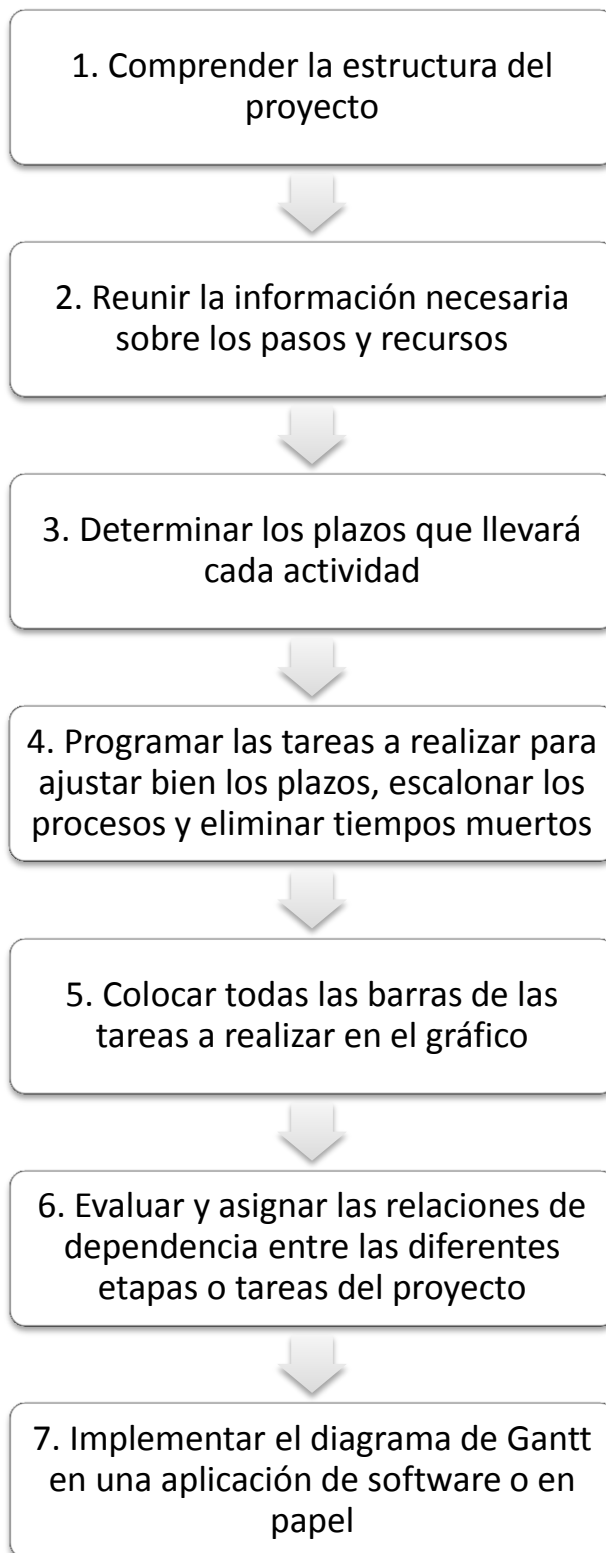 1. Comprender la estructura del
proyecto
2. Reunir la información necesaria
sobre los pasos y recursos
3. Determinar los plazos que llevará
cada actividad
4. Programar las tareas a realizar para
ajustar bien los plazos, escalonar los
procesos y eliminar tiempos muertos
5. Colocar todas las barras de las
tareas a realizar en el gráfico
6. Evaluar y asignar las relaciones de
dependencia entre las diferentes
etapas o tareas del proyecto
7. Implementar el diagrama de Gantt
en una aplicación de software o en
papel